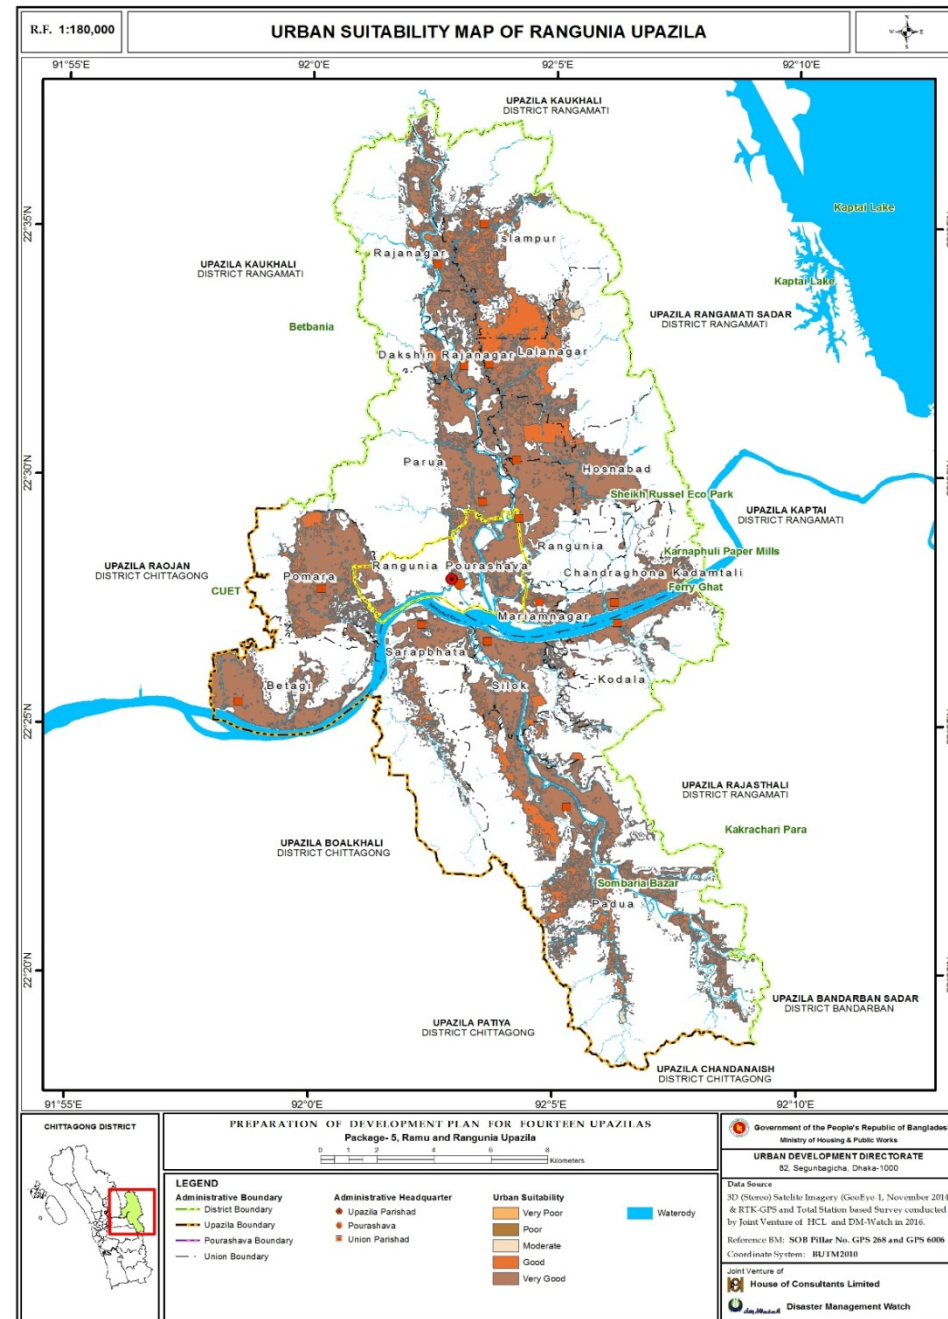 R.F. 1:180,000
URBAN SUITABILITY MAP OF RANGUNIA UPAZILA
N
W
E
S
91°55'E
92°0'E
92°5'E
92°10'E
UPAZILA KAUKHALI
DISTRICT RANGAMATI
22°35'N
Kaptai Lake
Islampur
Rajanagar
UPAZILA KAUKHALI
DISTRICT RANGAMATI
Kaptai Lake
UPAZILA RANGAMATI SADAR
DISTRICT RANGAMATI
Betbania
Dakshin Rajanagar
Lalanagar
22°30'N
Parua
Hosnabad
Sheikh Russel Eco Park
UPAZILA KAPTAI
DISTRICT RANGAMATI
Rangunia
Karnaphuli Paper Mills
UPAZILA RAOJAN
DISTRICT CHITTAGONG
Rangunia Pourashava
Chandraghona Kadamtali
Pomara
CUET
Ferry Ghat
Mariamnagar
Sarapbhata
Kodala
Betagi
Silok
22°25'N
UPAZILA RAJASTHALI
DISTRICT RANGAMATI
Kakrachari Para
UPAZILA BOALKHALI
DISTRICT CHITTAGONG
Sombaria Bazar
Padua
22°20'N
UPAZILA BANDARBAN SADAR
DISTRICT BANDARBAN
UPAZILA PATIYA
DISTRICT CHITTAGONG
UPAZILA CHANDANAISH
DISTRICT CHITTAGONG
91°55'E
92°0'E
92°5'E
92°10'E
CHITTAGONG DISTRICT
PREPARATION OF DEVELOPMENT PLAN FOR FOURTEEN UPAZILAS
Package- 5, Ramu and Rangunia Upazila
0 1 2 4 6 8
Kilometers
LEGEND
Administrative Boundary
District Boundary
Upazila Boundary
Pourashava Boundary
Union Boundary
Administrative Headquarter
Upazila Parishad
Pourashava
Union Parishad
Urban Suitability
Very Poor
Poor
Moderate
Good
Very Good
Waterody
Government of the People's Republic of Banglades
Ministry of Housing & Public Works
URBAN DEVELOPMENT DIRECTORATE
82, Segunbagicha, Dhaka-1000
Data Source
3D (Stereo) Satelite Imagery (GeoEye 1, November 2014
& RTK-GPS and Total Station based Survey conducted
by Joint Venture of HCL and DM-Watch in 2016.
Reference BM: SOB Pillar No. GPS 268 and GPS 6006
Coordinate System: BUTM2010
Joint Venture of
House of Consultants Limited
Disaster Management Watch